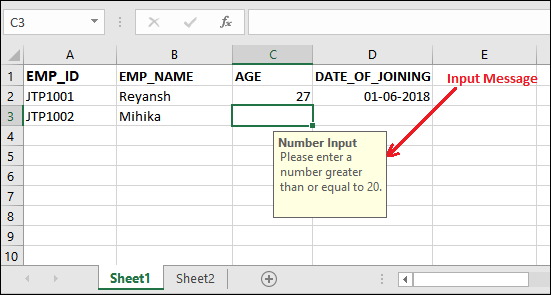 C3
fx
A B C D E
1 EMP_ID EMP_NAME AGE DATE_OF_JOINING
2 JTP1001 Reyansh 27 01-06-2018
Input Message
3 JTP1002 Mihika
4
Number Input
5 Please enter a
6 number greater
7 than or equal to 20.
8
9
10
Sheet1 Sheet2